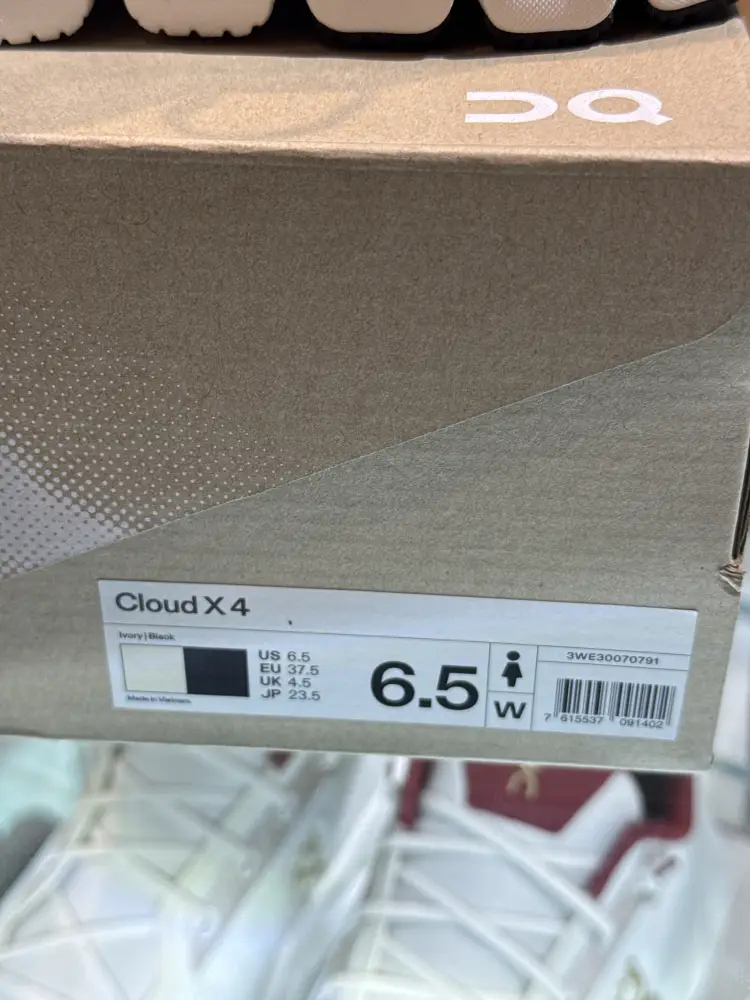 Cloud X 4
Ivory | Black
US 6.5
EU 37.5
UK 4.5
JP 23.5
Made in Vietnam
6.5
W
3WE30070791
7 615537 091402